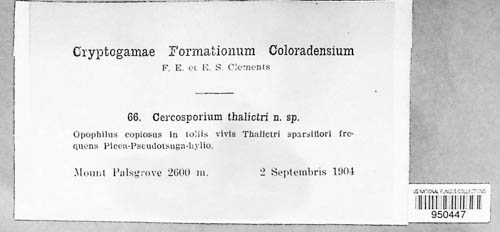 Cryptogamae Formationum Coloradensium
F. E. et E. S. Clements
66. Cercosporium thalictri n. sp.
Opophilus copiosus in foliis vivis Thalictri sparsiflori fre-
quens Picea-Pseudotsuga-hylio.
Mount Palsgrove 2600 m. 2 Septembris 1904
US NATIONAL FUNGUS COLLECTIONS
950447